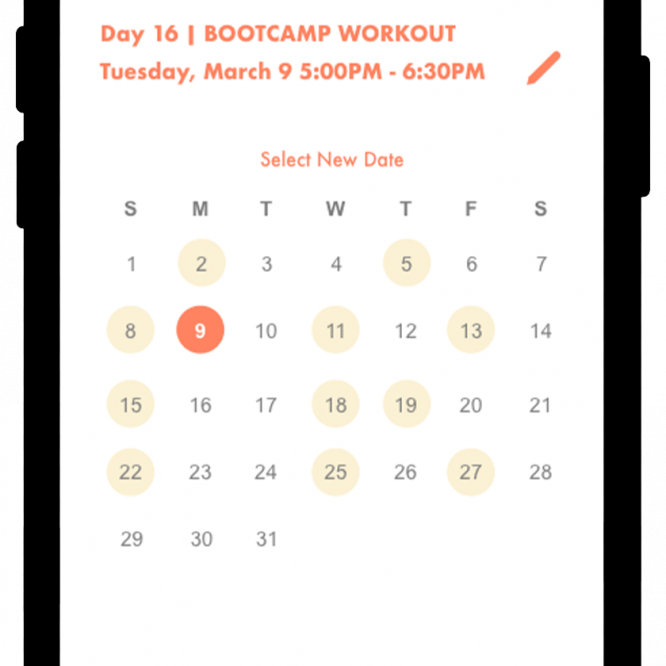 Day 16 | BOOTCAMP WORKOUT
Tuesday, March 9 5:00PM - 6:30PM
Select New Date
S M T W T F S
1 2 3 4 5 6 7
8 9 10 11 12 13 14
15 16 17 18 19 20 21
22 23 24 25 26 27 28
29 30 31